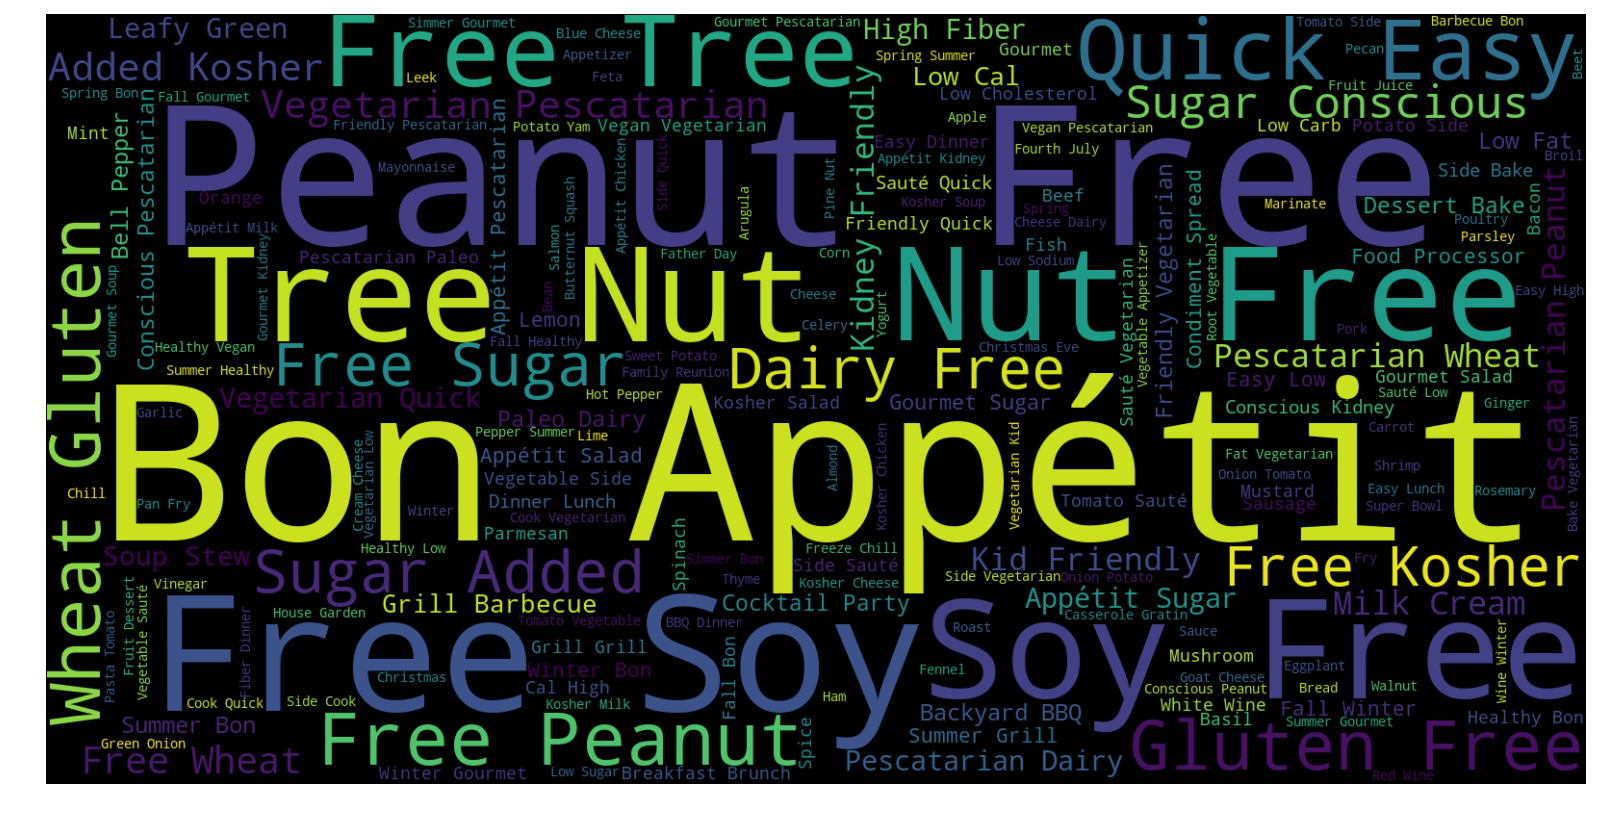 Leafy Green
Free Tree
Simmer Gourmet
Blue Cheese
Appetizer
Feta
Leek
Gourmet Pescatarian
High Fiber
Spring Summer
Gourmet
Low Cal
Quick Easy
Tomato Side
Pecan
Barbecue Bon
Beet
Added Kosher
Spring Bon
Fall Gourmet
Vegetarian Pescatarian
Low Cholesterol
Fruit Juice
Sugar Conscious
Mint
Bell Pepper
Conscious Pescatarian
Friendly Pescatarian
Mayonnaise
Appétit Pescatarian
Potato Yam
Vegan Vegetarian
Apple
Easy Dinner
Appétit Kidney
Vegan Pescatarian
Fourth July
Low Carb
Potato Side
Low Fat
Broil
Peanut Free
Orange
Appétit Milk
Butternut Squash
Appétit Chicken
Side Quick
Arugula
Pine Nut
Kidney Friendly
Sauté Quick
Kosher Soup
Friendly Quick
Spring
Cheese Dairy
Beef
Friendly Vegetarian
Condiment Spread
Side Bake
Marinate
Dessert Bake
Poultry
Parsley
Bacon
Pescatarian Peanut
Wheat Gluten
Gourmet Soup
Pescatarian Paleo
Gourmet Kidney
Salmon
Bean
Father Day
Corn
Fish
Low Sodium
Root Vegetable
Food Processor
Easy High
Tree Nut
Nut Free
Lemon
Fall Healthy
Cheese
Celery
Yogurt
Vegetable Appetizer
Sauté Vegetarian
Pork
Healthy Vegan
Summer Healthy
Free Sugar
Sweet Potato
Family Reunion
Hot Pepper
Dairy Free
Christmas Eve
Pescatarian Wheat
Easy Low
Gourmet Salad
Sauté Low
Ginger
Vegetarian Quick
Garlic
Paleo Dairy
Kosher Salad
Gourmet Sugar
Conscious Kidney
Carrot
Bon Appétit
Pepper Summer
Lime
Appétit Salad
Vegetable Side
Cream Cheese
Vegetarian Low
Almond
Kosher Chicken
Vegetarian Kid
Fat Vegetarian
Onion Tomato
Mustard
Sausage
Shrimp
Easy Lunch
Super Bowl
Rosemary
Bake Vegetarian
Chill
Pan Fry
Winter
Dinner Lunch
Cook Vegetarian
Parmesan
Tomato Sauté
Soup Stew
Healthy Low
Sugar Added
Spinach
Simmer Bon
Freeze Chill
Side Sauté
Thyme
Kosher Cheese
Kid Friendly
Side Vegetarian
Onion Potato
Free Kosher
Fry
Fruit Dessert
Vinegar
Vegetable Sauté
Pasta Tomato
House Garden
Grill Barbecue
Tomato Vegetable
Cocktail Party
BBQ Dinner
Appétit Sugar
Casserole Gratin
Milk Cream
Free Soy
Soy Free
Fiber Dinner
Christmas
Grill Grill
Winter Bon
Cal High
Kosher Milk
Fall Bon
Roast
Fennel
Ham
Sauce
Mushroom
Goat Cheese
Eggplant
Conscious Peanut
Bread
Walnut
Wine Winter
Cook Quick
Side Cook
White Wine
Fall Winter
Summer Bon
Green Onion
Free Wheat
Free Peanut
Spice
Backyard BBQ
Summer Grill
Basil
Summer Gourmet
Healthy Bon
Winter Gourmet
Low Sugar
Breakfast Brunch
Pescatarian Dairy
Gluten Free
Red Wine